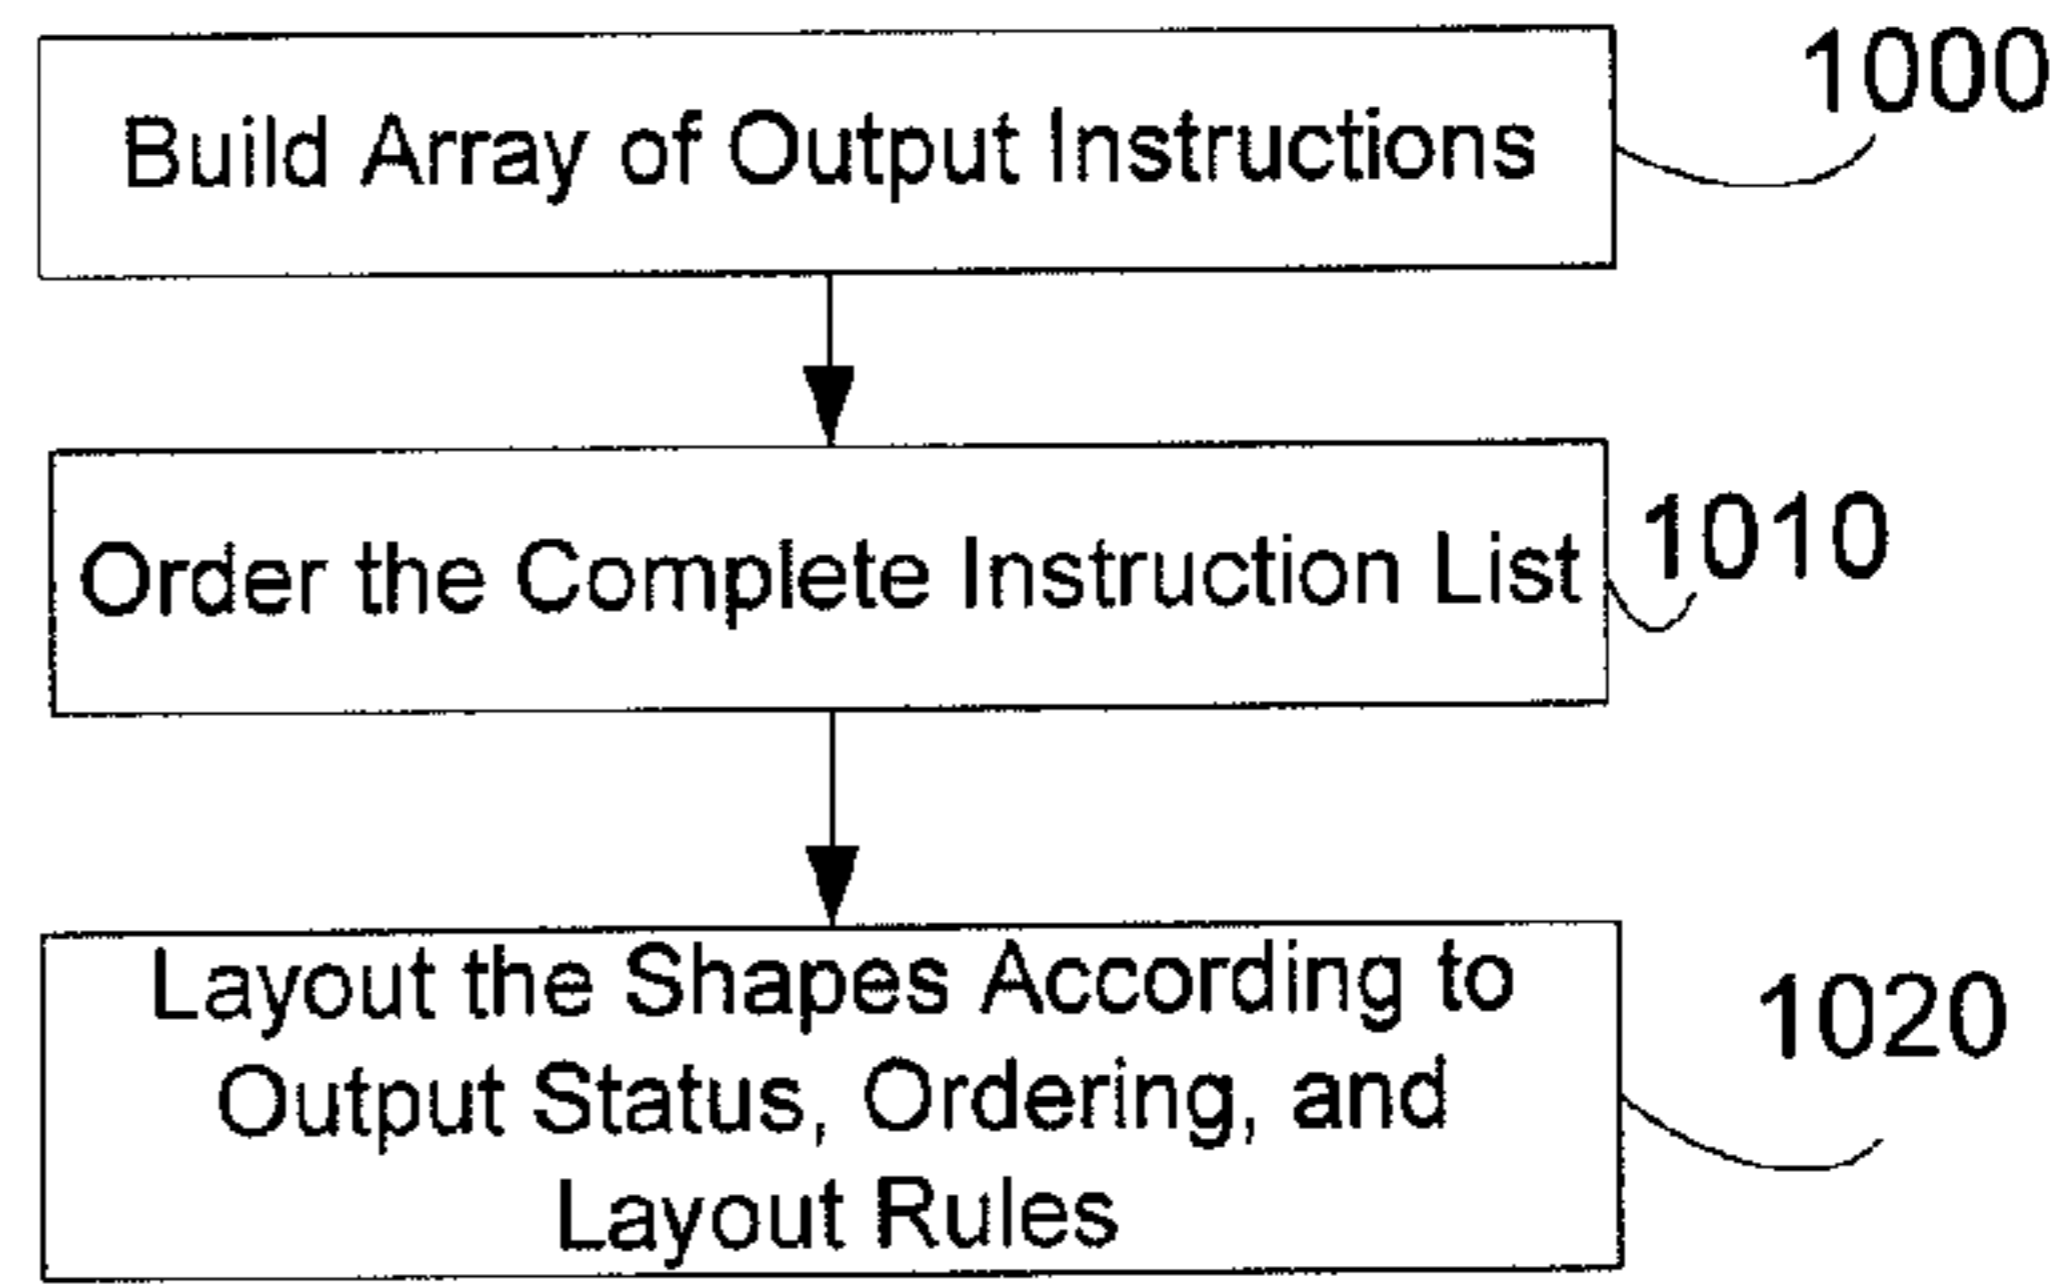 Build Array of Output Instructions
1000
Order the Complete Instruction List
1010
Layout the Shapes According to
Output Status, Ordering, and
Layout Rules
1020